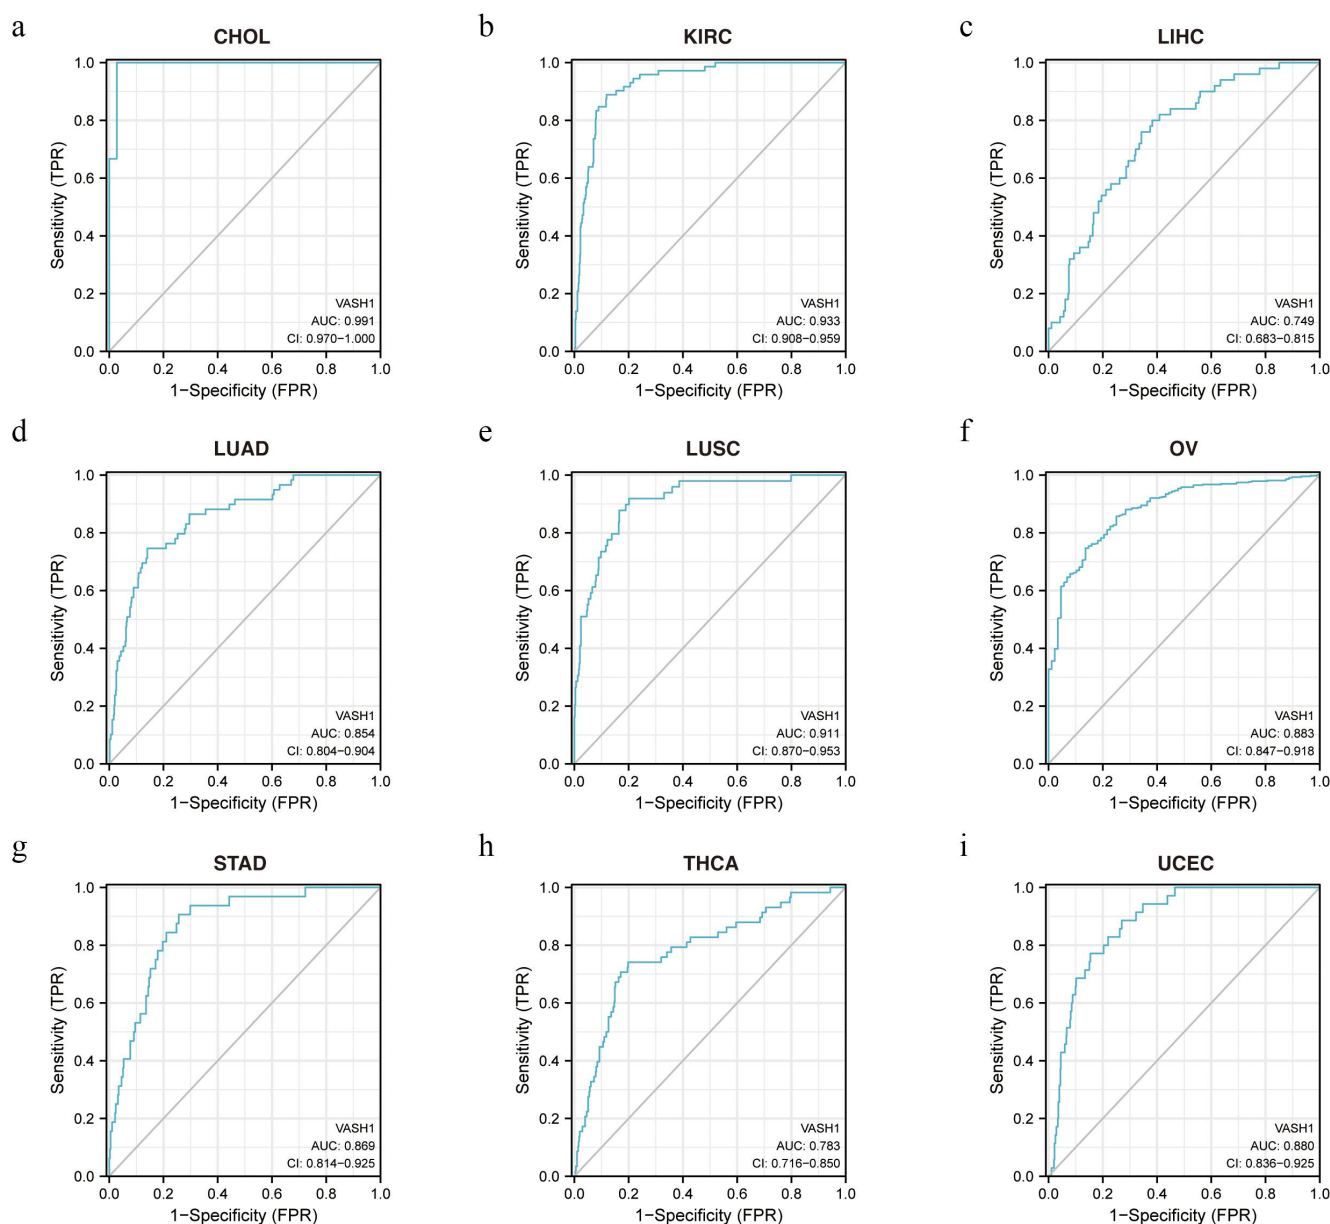 a
CHOL
1.0
0.8
0.6
0.4
0.2
0.0
Sensitivity (TPR)
VASH1
AUC: 0.991
CI: 0.970−1.000
0.0 0.2 0.4 0.6 0.8 1.0
1−Specificity (FPR)
b
KIRC
1.0
0.8
0.6
0.4
0.2
0.0
Sensitivity (TPR)
VASH1
AUC: 0.933
CI: 0.908−0.959
0.0 0.2 0.4 0.6 0.8 1.0
1−Specificity (FPR)
c
LIHC
1.0
0.8
0.6
0.4
0.2
0.0
Sensitivity (TPR)
VASH1
AUC: 0.749
CI: 0.683−0.815
0.0 0.2 0.4 0.6 0.8 1.0
1−Specificity (FPR)
d
LUAD
1.0
0.8
0.6
0.4
0.2
0.0
Sensitivity (TPR)
VASH1
AUC: 0.854
CI: 0.804−0.904
0.0 0.2 0.4 0.6 0.8 1.0
1−Specificity (FPR)
e
LUSC
1.0
0.8
0.6
0.4
0.2
0.0
Sensitivity (TPR)
VASH1
AUC: 0.911
CI: 0.870−0.953
0.0 0.2 0.4 0.6 0.8 1.0
1−Specificity (FPR)
f
OV
1.0
0.8
0.6
0.4
0.2
0.0
Sensitivity (TPR)
VASH1
AUC: 0.883
CI: 0.847−0.918
0.0 0.2 0.4 0.6 0.8 1.0
1−Specificity (FPR)
g
STAD
1.0
0.8
0.6
0.4
0.2
0.0
Sensitivity (TPR)
VASH1
AUC: 0.869
CI: 0.814−0.925
0.0 0.2 0.4 0.6 0.8 1.0
1−Specificity (FPR)
h
THCA
1.0
0.8
0.6
0.4
0.2
0.0
Sensitivity (TPR)
VASH1
AUC: 0.783
CI: 0.716−0.850
0.0 0.2 0.4 0.6 0.8 1.0
1−Specificity (FPR)
i
UCEC
1.0
0.8
0.6
0.4
0.2
0.0
Sensitivity (TPR)
VASH1
AUC: 0.880
CI: 0.836−0.925
0.0 0.2 0.4 0.6 0.8 1.0
1−Specificity (FPR)